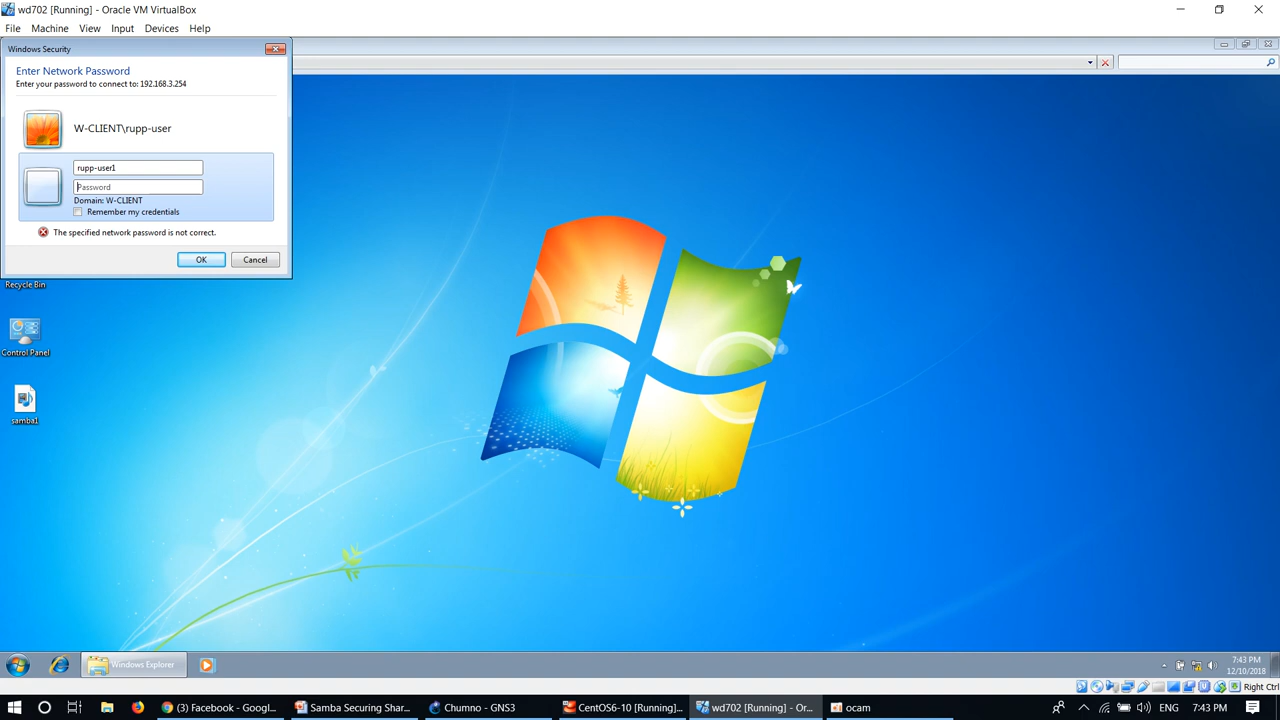 wd702 [Running] - Oracle VM VirtualBox
File Machine View Input Devices Help
Windows Security
Enter Network Password
Enter your password to connect to: 192.168.3.254
W-CLIENT\rupp-user
rupp-user1
Password
Domain: W-CLIENT
Remember my credentials
The specified network password is not correct.
OK Cancel
Recycle Bin
Control Panel
samba1
Windows Explorer
7:43 PM
12/10/2018
Right Ctrl
(3) Facebook - Googl...
Samba Securing Shar...
Chumno - GNS3
CentOS6-10 [Running]...
wd702 [Running] - Or...
ocam
ENG
7:43 PM